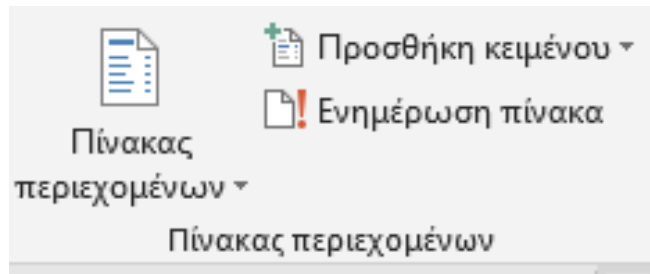 Πίνακας
περιεχομένων
Προσθήκη κειμένου
Ενημέρωση πίνακα
Πίνακας περιεχομένων